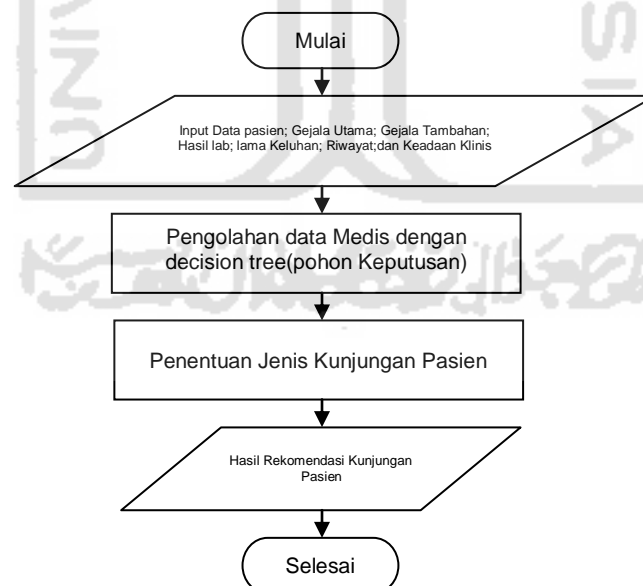 Mulai
Input Data pasien; Gejala Utama; Gejala Tambahan;
Hasil lab; lama Keluhan; Riwayat;dan Keadaan Klinis
Pengolahan data Medis dengan
decision tree(pohon Keputusan)
Penentuan Jenis Kunjungan Pasien
Hasil Rekomendasi Kunjungan
Pasien
Selesai